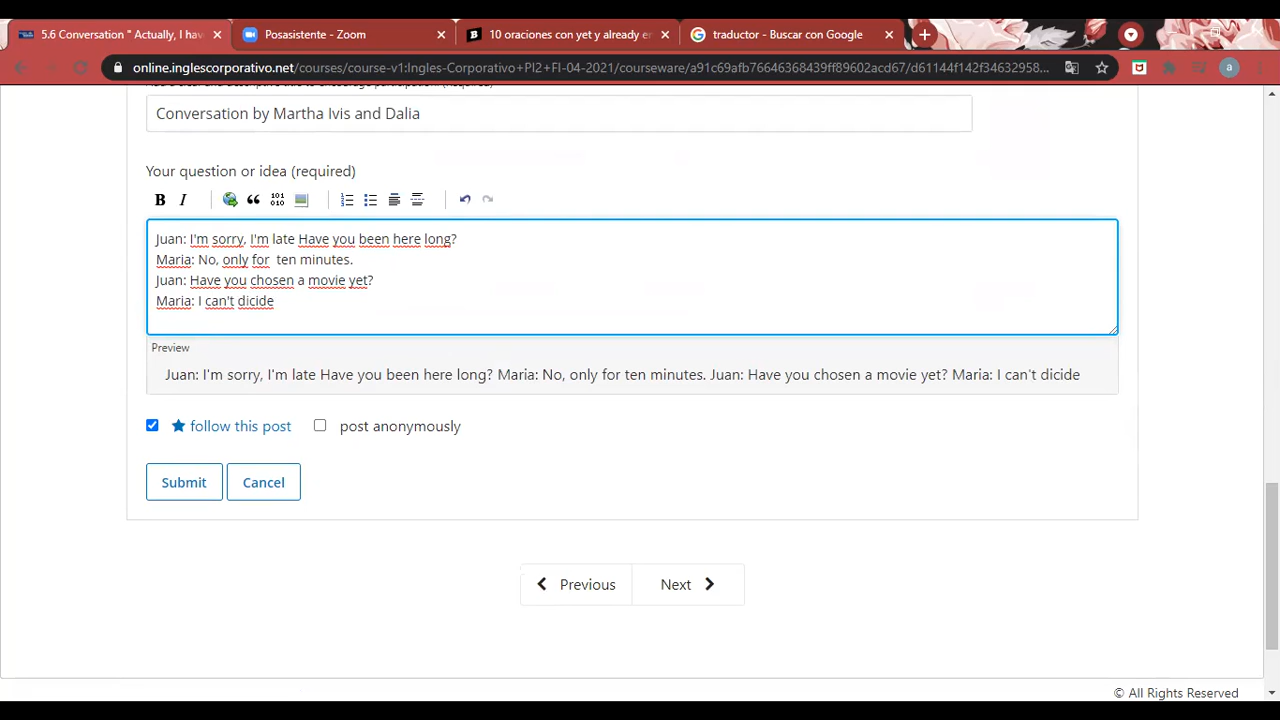 5.6 Conversation " Actually, I hav
Posasistente - Zoom
10 oraciones con yet y already en
traductor - Buscar con Google
online.inglescorporativo.net/courses/course-v1:Ingles-Corporativo+PI2+FI-04-2021/courseware/a91c69afb76646368439ff89602acd67/d61144f142f34632958...
a
Conversation by Martha Ivis and Dalia
Your question or idea (required)
B I
Juan: I'm sorry, I'm late Have you been here long?
Maria: No, only for  ten minutes.
Juan: Have you chosen a movie yet?
Maria: I can't dicide
Preview
Juan: I'm sorry, I'm late Have you been here long? Maria: No, only for ten minutes. Juan: Have you chosen a movie yet? Maria: I can't dicide
follow this post post anonymously
Submit Cancel
Previous Next
© All Rights Reserved